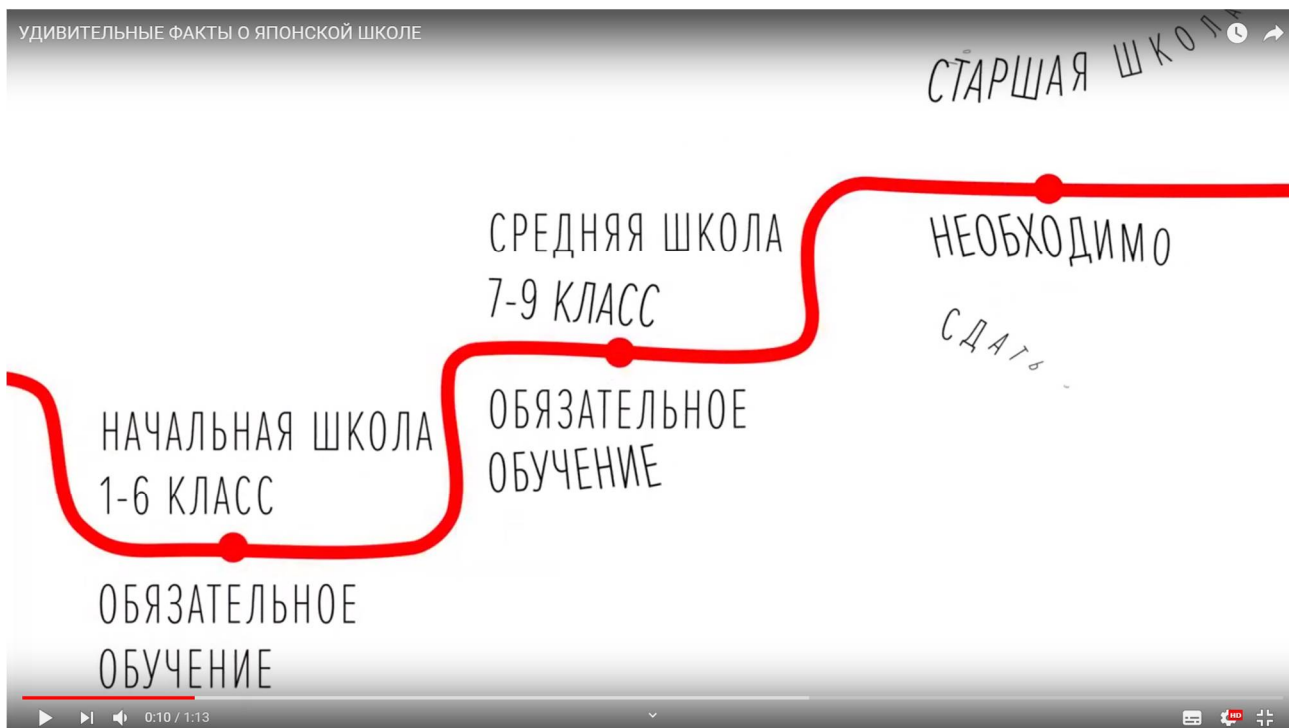 УДИВИТЕЛЬНЫЕ ФАКТЫ О ЯПОНСКОЙ ШКОЛЕ
СТАРШАЯ ШКОЛА
НЕОБХОДИМО
СДАТЬ
СРЕДНЯЯ ШКОЛА
7-9 КЛАСС
ОБЯЗАТЕЛЬНОЕ
ОБУЧЕНИЕ
НАЧАЛЬНАЯ ШКОЛА
1-6 КЛАСС
ОБЯЗАТЕЛЬНОЕ
ОБУЧЕНИЕ
0:10 / 1:13
HD